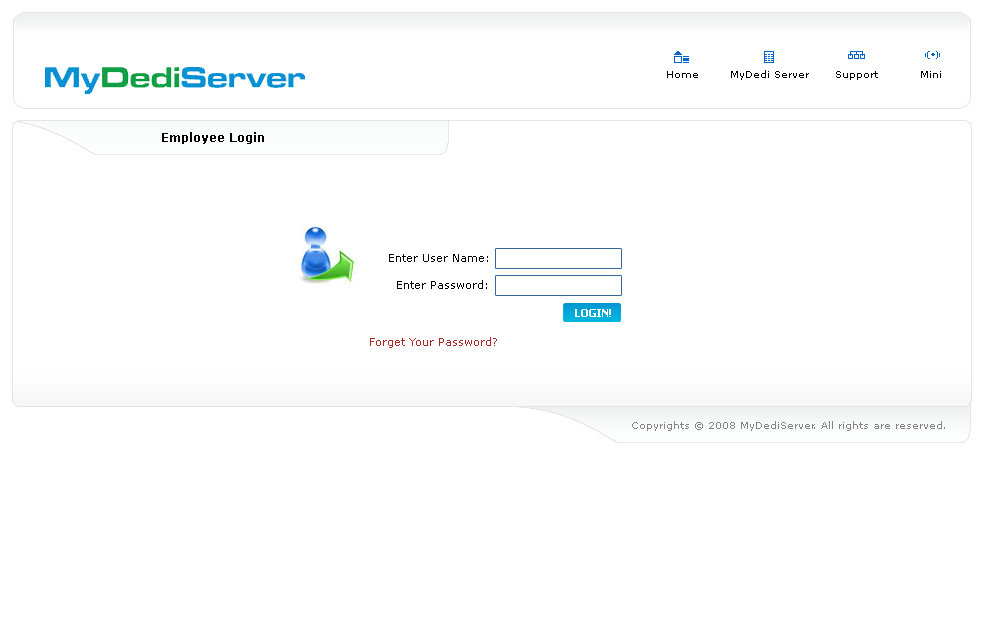 MyDediServer
Home
MyDedi Server
Support
Mini
Employee Login
Enter User Name:
Enter Password:
LOGIN!
Forget Your Password?
Copyrights © 2008 MyDediServer. All rights are reserved.